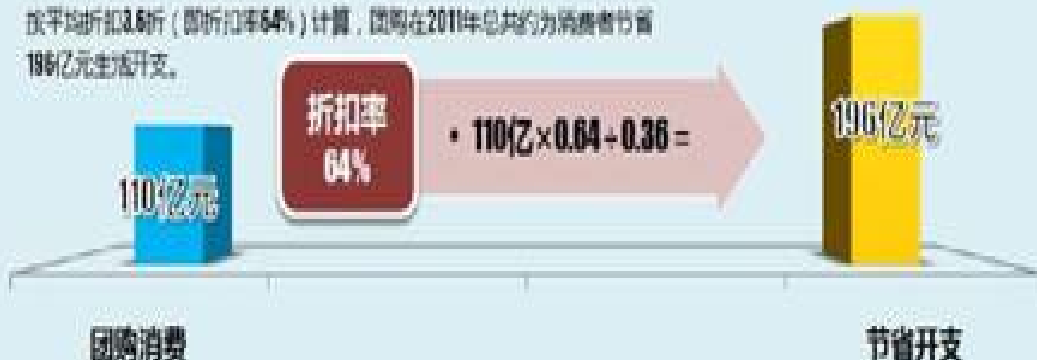 按平均折扣3.6折（即折扣率64%）计算，团购在2011年总共约为消费者节省
196亿元生活开支。
折扣率
64%
• 110亿×0.64÷0.36 =
196亿元
110亿元
团购消费
节省开支